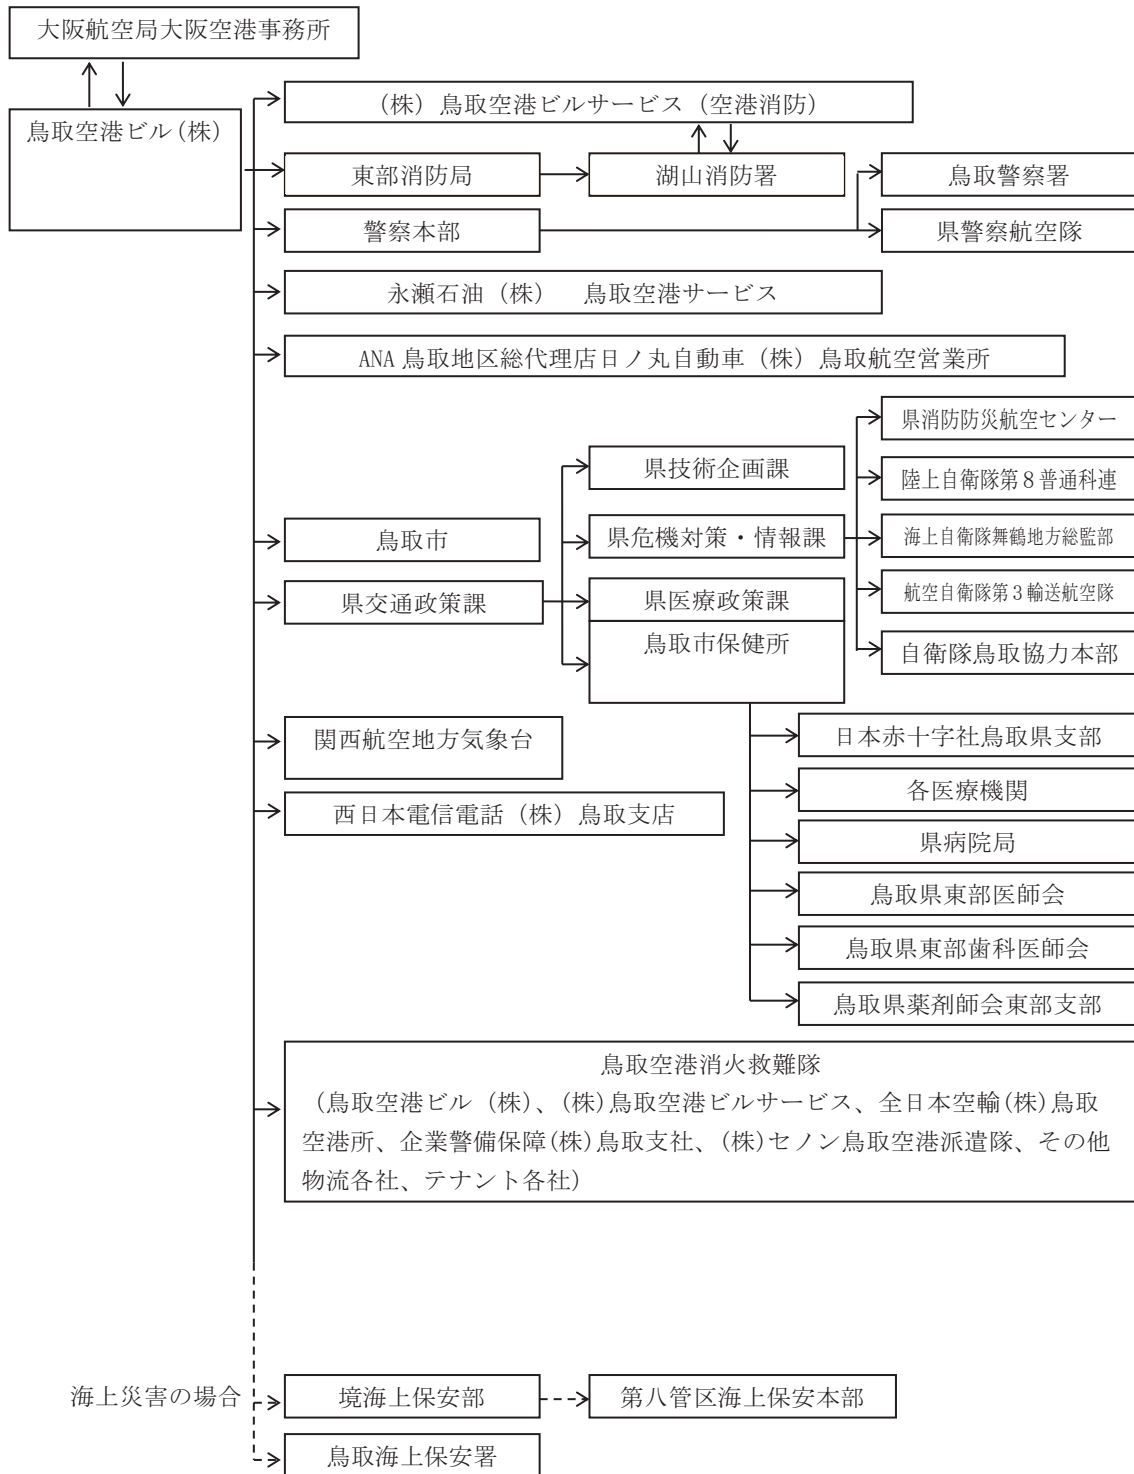 大阪航空局大阪空港事務所
鳥取空港ビル(株)
(株)鳥取空港ビルサービス(空港消防)
東部消防局
湖山消防署
鳥取警察署
警察本部
県警察航空隊
永瀬石油(株)　鳥取空港サービス
ANA鳥取地区総代理店日ノ丸自動車(株)鳥取航空営業所
県消防防災航空センター
県技術企画課
陸上自衛隊第8普通科連
鳥取市
県危機対策・情報課
海上自衛隊舞鶴地方総監部
県交通政策課
県医療政策課
航空自衛隊第3輸送航空隊
鳥取市保健所
自衛隊鳥取協力本部
関西航空地方気象台
日本赤十字社鳥取県支部
各医療機関
西日本電信電話(株)鳥取支店
県病院局
鳥取県東部医師会
鳥取県東部歯科医師会
鳥取県薬剤師会東部支部
鳥取空港消火救難隊
(鳥取空港ビル(株)、(株)鳥取空港ビルサービス、全日本空輸(株)鳥取
空港所、企業警備保障(株)鳥取支社、(株)セノン鳥取空港派遣隊、その他
物流各社、テナント各社)
海上災害の場合
境海上保安部
第八管区海上保安本部
鳥取海上保安署